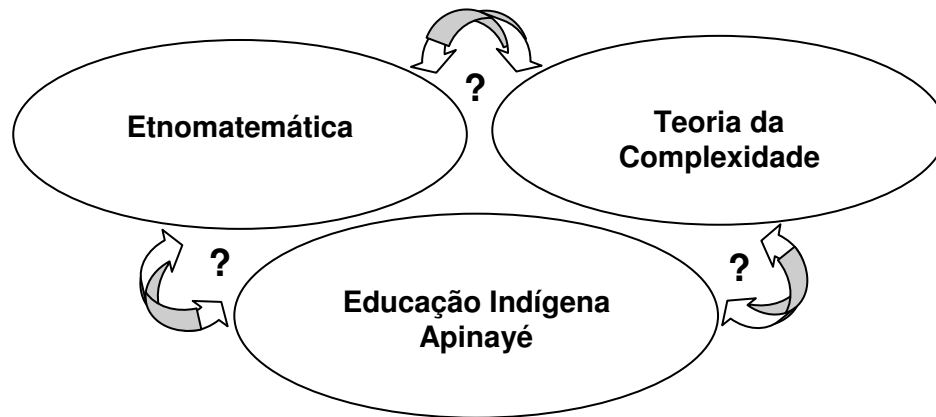 ?
Etnomatemática
Teoria da
Complexidade
?
?
Educação Indígena
Apinayé